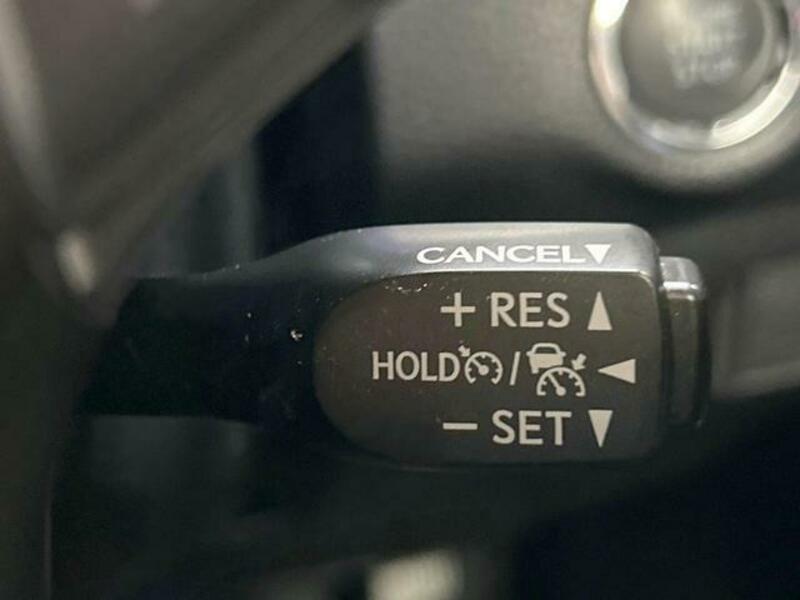 CANCEL▼
+ RES ▲
HOLD / ◀
− SET ▼